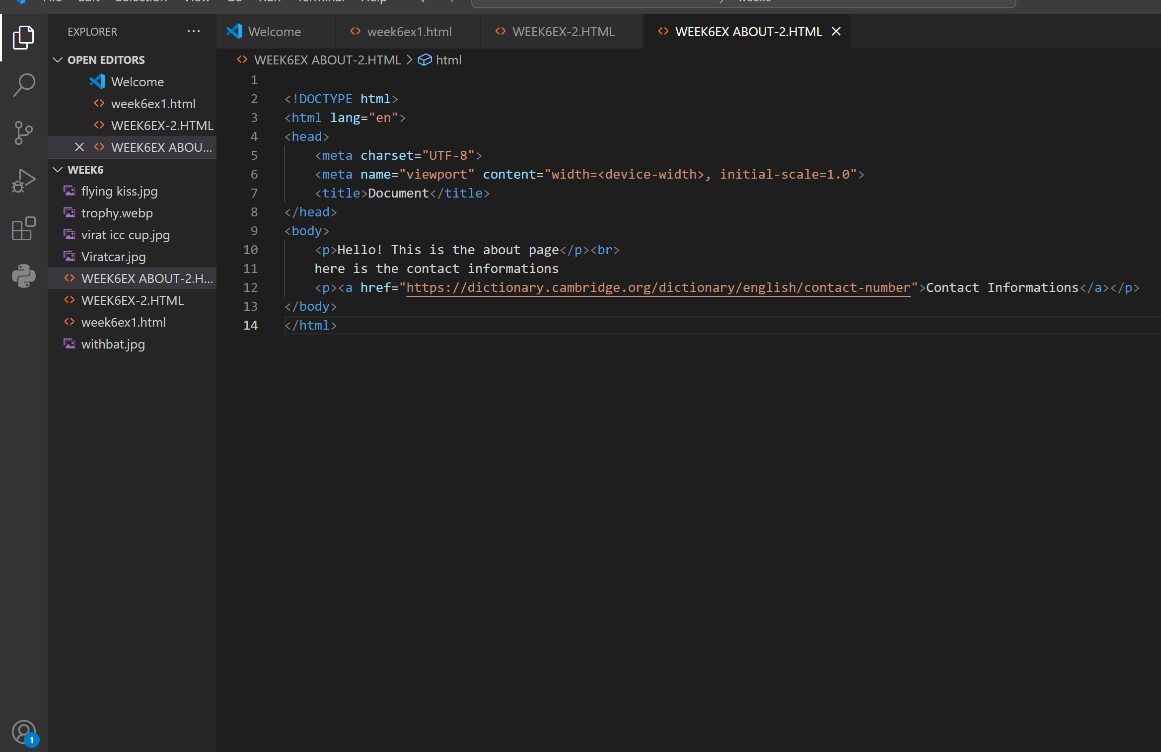 EXPLORER
OPEN EDITORS
Welcome
week6ex1.html
WEEK6EX-2.HTML
WEEK6EX ABOU...
WEEK6
flying kiss.jpg
trophy.webp
virat icc cup.jpg
Viratcar.jpg
WEEK6EX ABOUT-2.H...
WEEK6EX-2.HTML
week6ex1.html
withbat.jpg
1
Welcome
week6ex1.html
WEEK6EX-2.HTML
WEEK6EX ABOUT-2.HTML
WEEK6EX ABOUT-2.HTML > html
1
2 <!DOCTYPE html>
3 <html lang="en">
4 <head>
5 <meta charset="UTF-8">
6 <meta name="viewport" content="width=<device-width>, initial-scale=1.0">
7 <title>Document</title>
8 </head>
9 <body>
10 <p>Hello! This is the about page</p><br>
11 here is the contact informations
12 <p><a href="https://dictionary.cambridge.org/dictionary/english/contact-number">Contact Informations</a></p>
13 </body>
14 </html>